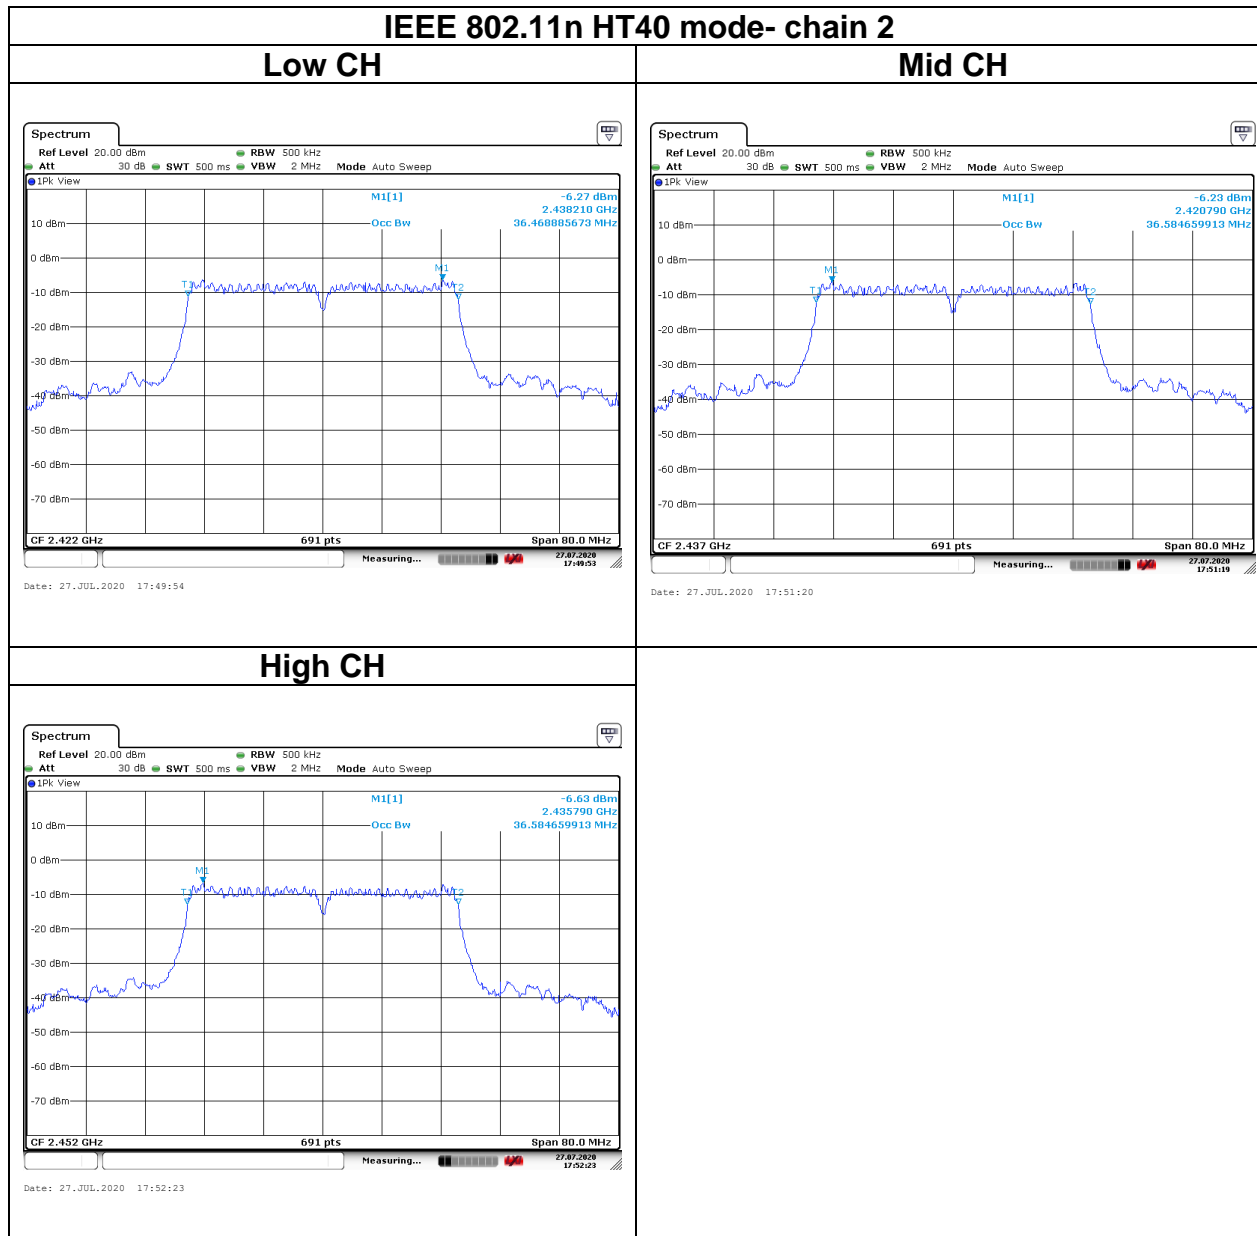 IEEE 802.11n HT40 mode- chain 2
Low CH
Mid CH
Spectrum
Ref Level 20.00 dBm
RBW 500 kHz
Att 30 dB SWT 500 ms VBW 2 MHz Mode Auto Sweep
1Pk View
M1[1] -6.27 dBm
2.438210 GHz
Occ Bw 36.468885673 MHz
10 dBm
0 dBm
M1
T1
T2
-10 dBm
-20 dBm
-30 dBm
-40 dBm
-50 dBm
-60 dBm
-70 dBm
CF 2.422 GHz 691 pts Span 80.0 MHz
Measuring... 27.07.2020
17:49:53
Date: 27.JUL.2020 17:49:54
Spectrum
Ref Level 20.00 dBm
RBW 500 kHz
Att 30 dB SWT 500 ms VBW 2 MHz Mode Auto Sweep
1Pk View
M1[1] -6.23 dBm
2.420790 GHz
Occ Bw 36.584659913 MHz
10 dBm
0 dBm
M1
T1
T2
-10 dBm
-20 dBm
-30 dBm
-40 dBm
-50 dBm
-60 dBm
-70 dBm
CF 2.437 GHz 691 pts Span 80.0 MHz
Measuring... 27.07.2020
17:51:19
Date: 27.JUL.2020 17:51:20
High CH
Spectrum
Ref Level 20.00 dBm
RBW 500 kHz
Att 30 dB SWT 500 ms VBW 2 MHz Mode Auto Sweep
1Pk View
M1[1] -6.63 dBm
2.435790 GHz
Occ Bw 36.584659913 MHz
10 dBm
0 dBm
M1
T1
T2
-10 dBm
-20 dBm
-30 dBm
-40 dBm
-50 dBm
-60 dBm
-70 dBm
CF 2.452 GHz 691 pts Span 80.0 MHz
Measuring... 27.07.2020
17:52:23
Date: 27.JUL.2020 17:52:23